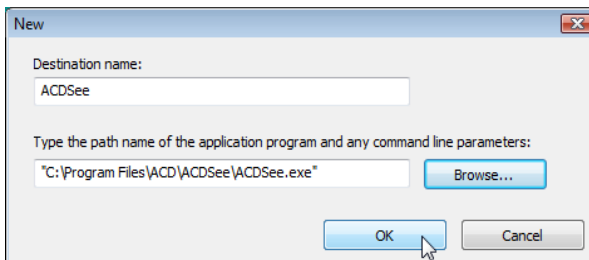 New
Destination name:
ACDSee
Type the path name of the application program and any command line parameters:
"C:\Program Files\ACD\ACDSee\ACDSee.exe"
Browse...
OK
Cancel